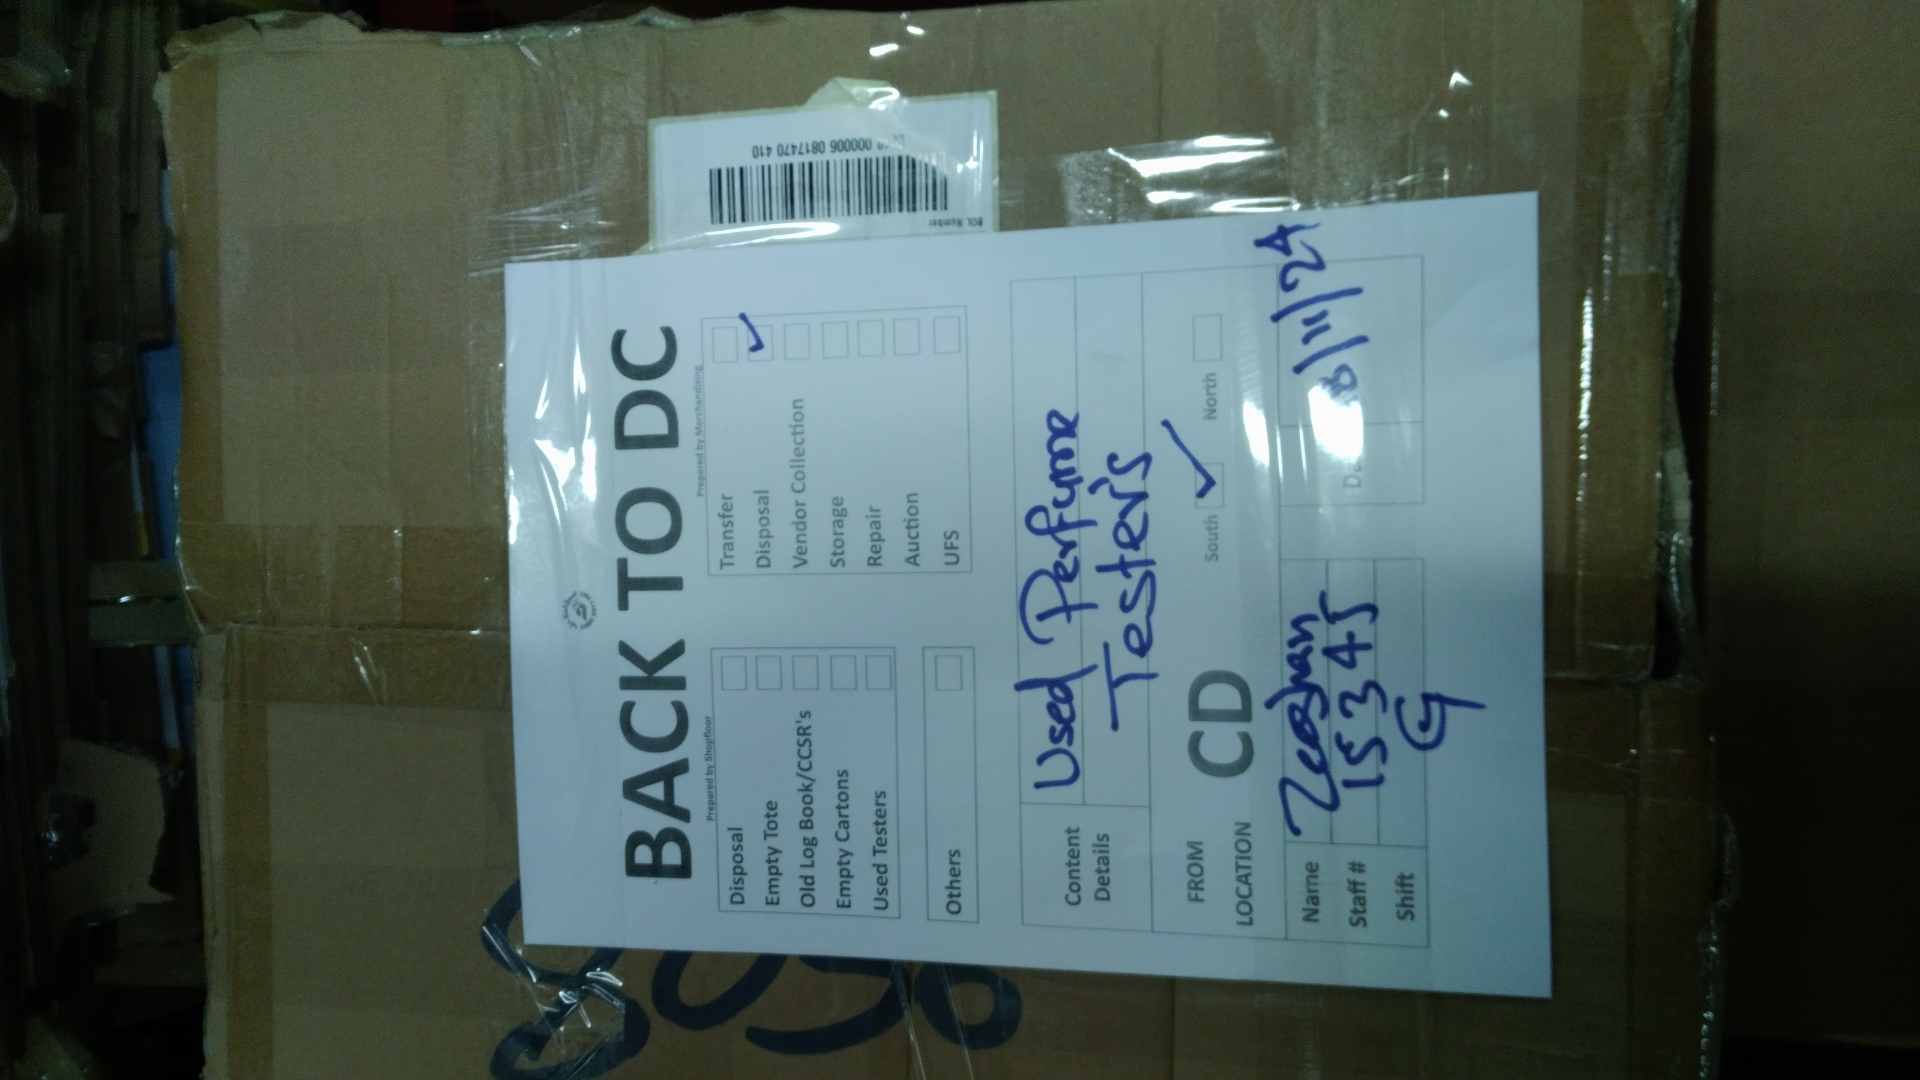 BACK TO DC
Prepared by Shopfloor
Disposal
Empty Tote
Old Log Book/CCSR's
Empty Cartons
Used Testers
Others
Prepared by Merchandising
Transfer
Disposal ✓
Vendor Collection
Storage
Repair
Auction
UFS
Content Details Used Perfume
Tester's
FROM LOCATION CD South ✓ North
Name Zeeshan
Staff # 15345
Shift G
8/11/24
BOL Number
000006 0817470 410